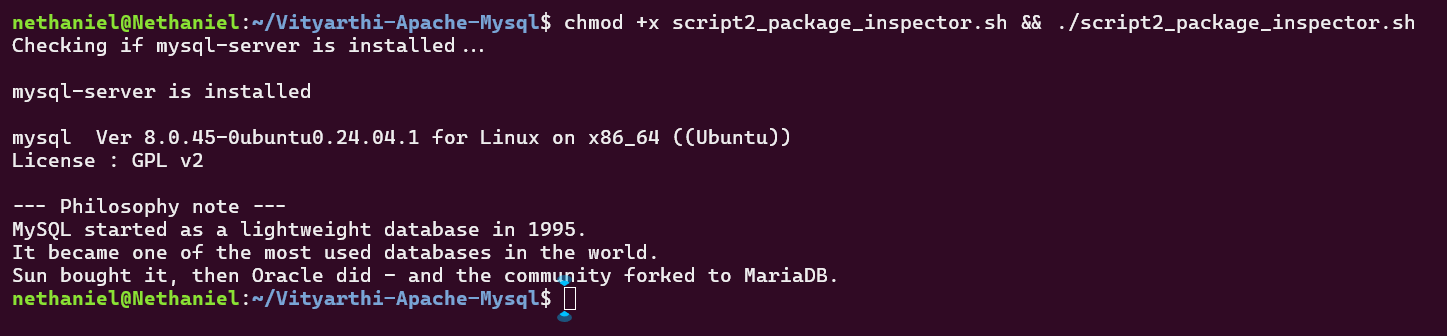 nethaniel@Nethaniel:~/Vityarthi-Apache-Mysql$ chmod +x script2_package_inspector.sh && ./script2_package_inspector.sh
Checking if mysql-server is installed...
mysql-server is installed
mysql  Ver 8.0.45-0ubuntu0.24.04.1 for Linux on x86_64 ((Ubuntu))
License : GPL v2
--- Philosophy note ---
MySQL started as a lightweight database in 1995.
It became one of the most used databases in the world.
Sun bought it, then Oracle did - and the community forked to MariaDB.
nethaniel@Nethaniel:~/Vityarthi-Apache-Mysql$